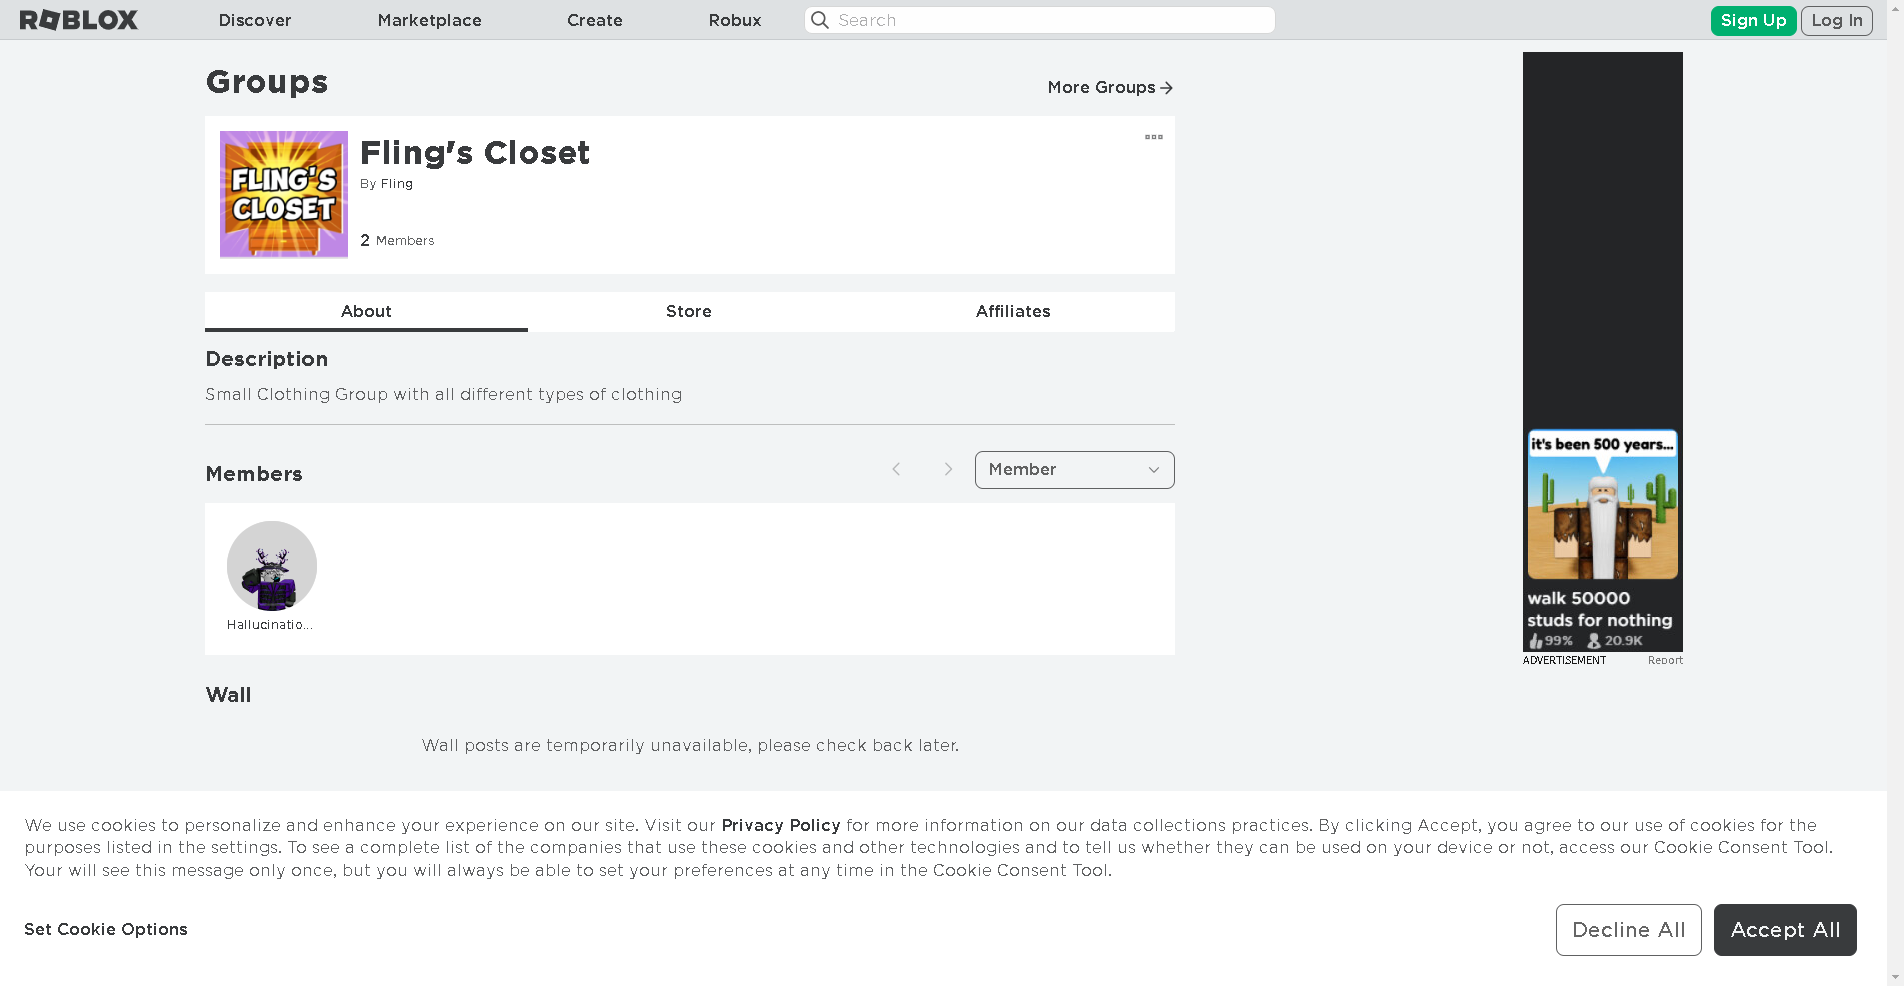 ROBLOX
Discover
Marketplace
Create
Robux
Search
Sign Up
Log In
Groups
More Groups
FLING'S
CLOSET
Fling's Closet
By Fling
2 Members
About
Store
Affiliates
Description
Small Clothing Group with all different types of clothing
Members
Member
Hallucinatio...
Wall
Wall posts are temporarily unavailable, please check back later.
it's been 500 years...
walk 50000
studs for nothing
99% 20.9K
ADVERTISEMENT
Report
We use cookies to personalize and enhance your experience on our site. Visit our Privacy Policy for more information on our data collections practices. By clicking Accept, you agree to our use of cookies for the
purposes listed in the settings. To see a complete list of the companies that use these cookies and other technologies and to tell us whether they can be used on your device or not, access our Cookie Consent Tool.
Your will see this message only once, but you will always be able to set your preferences at any time in the Cookie Consent Tool.
Set Cookie Options
Decline All
Accept All